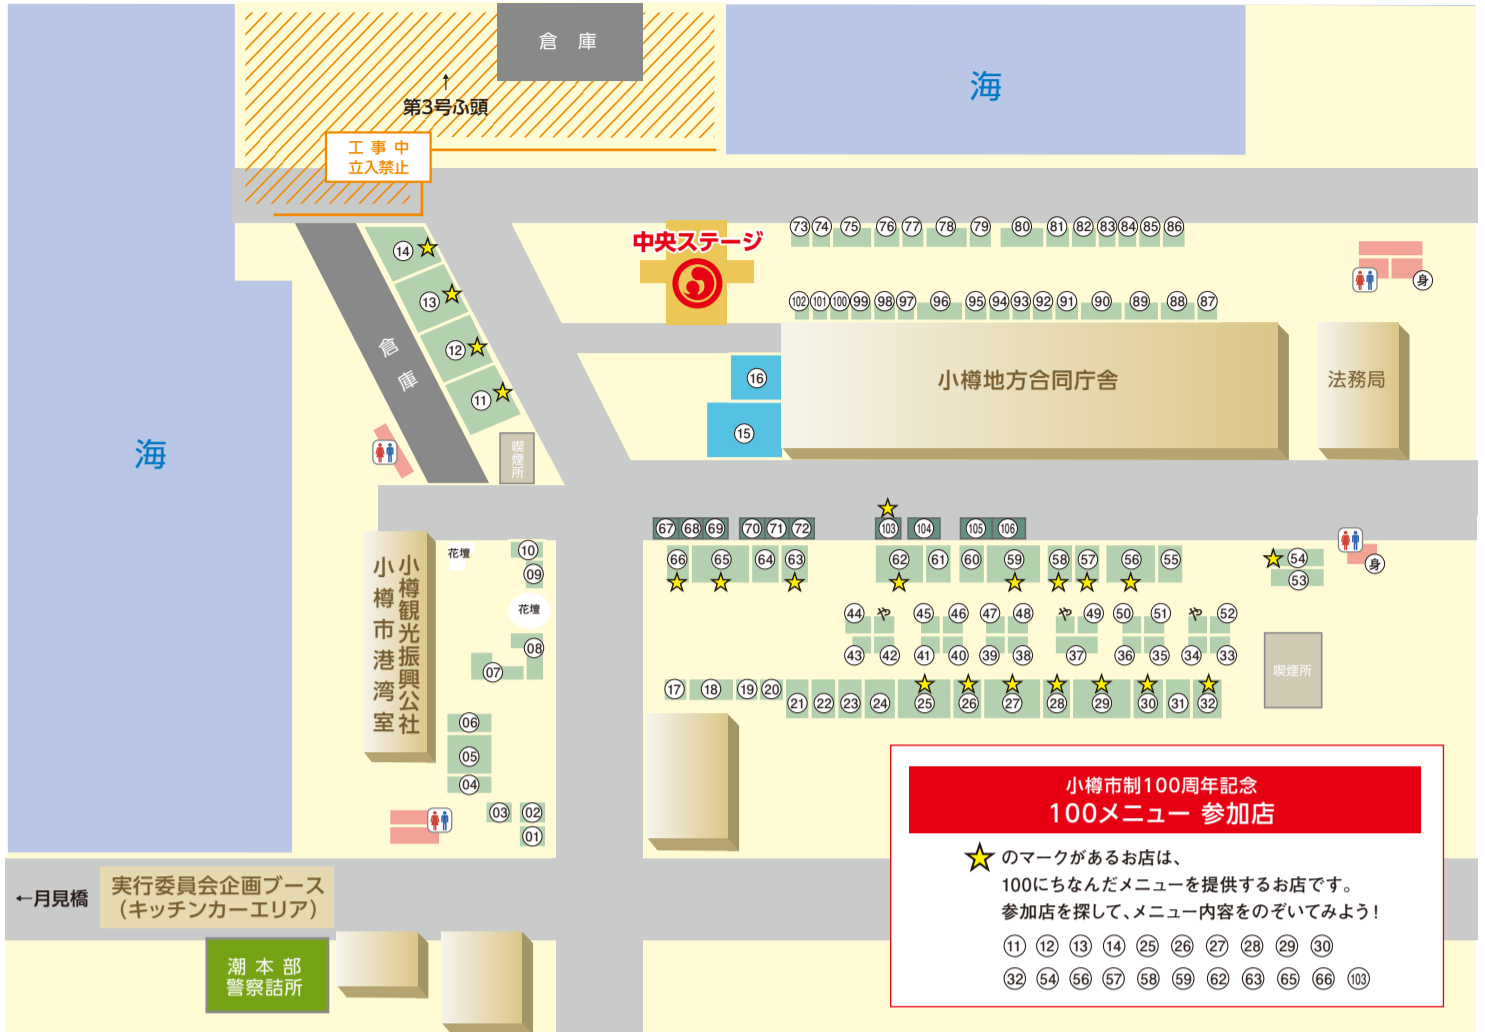 倉 庫
海
↑
第3号ふ頭
工 事 中
立入禁止
中央ステージ
73 74 75 76 77 78 79 80 81 82 83 84 85 86
身
14
13
12
11
倉庫
102 101 100 99 98 97 96 95 94 93 92 91 90 89 88 87
16
15
小樽地方合同庁舎
法務局
海
喫煙所
67 68 69 70 71 72 103 104 105 106
66 65 64 63 62 61 60 59 58 57 56 55
54
53
身
小樽観光振興公社
小樽市港湾室
花壇
10
09
花壇
08
07
06
05
04
03 02
01
44 や 45 46 47 48 や 49 50 51 や 52
43 42 41 40 39 38 37 36 35 34 33
喫煙所
17 18 19 20 21 22 23 24 25 26 27 28 29 30 31 32
小樽市制100周年記念
100メニュー 参加店
★のマークがあるお店は、
100にちなんだメニューを提供するお店です。
参加店を探して、メニュー内容をのぞいてみよう!
11 12 13 14 25 26 27 28 29 30
32 54 56 57 58 59 62 63 65 66 103
←月見橋
実行委員会企画ブース
(キッチンカーエリア)
潮 本 部
警察詰所